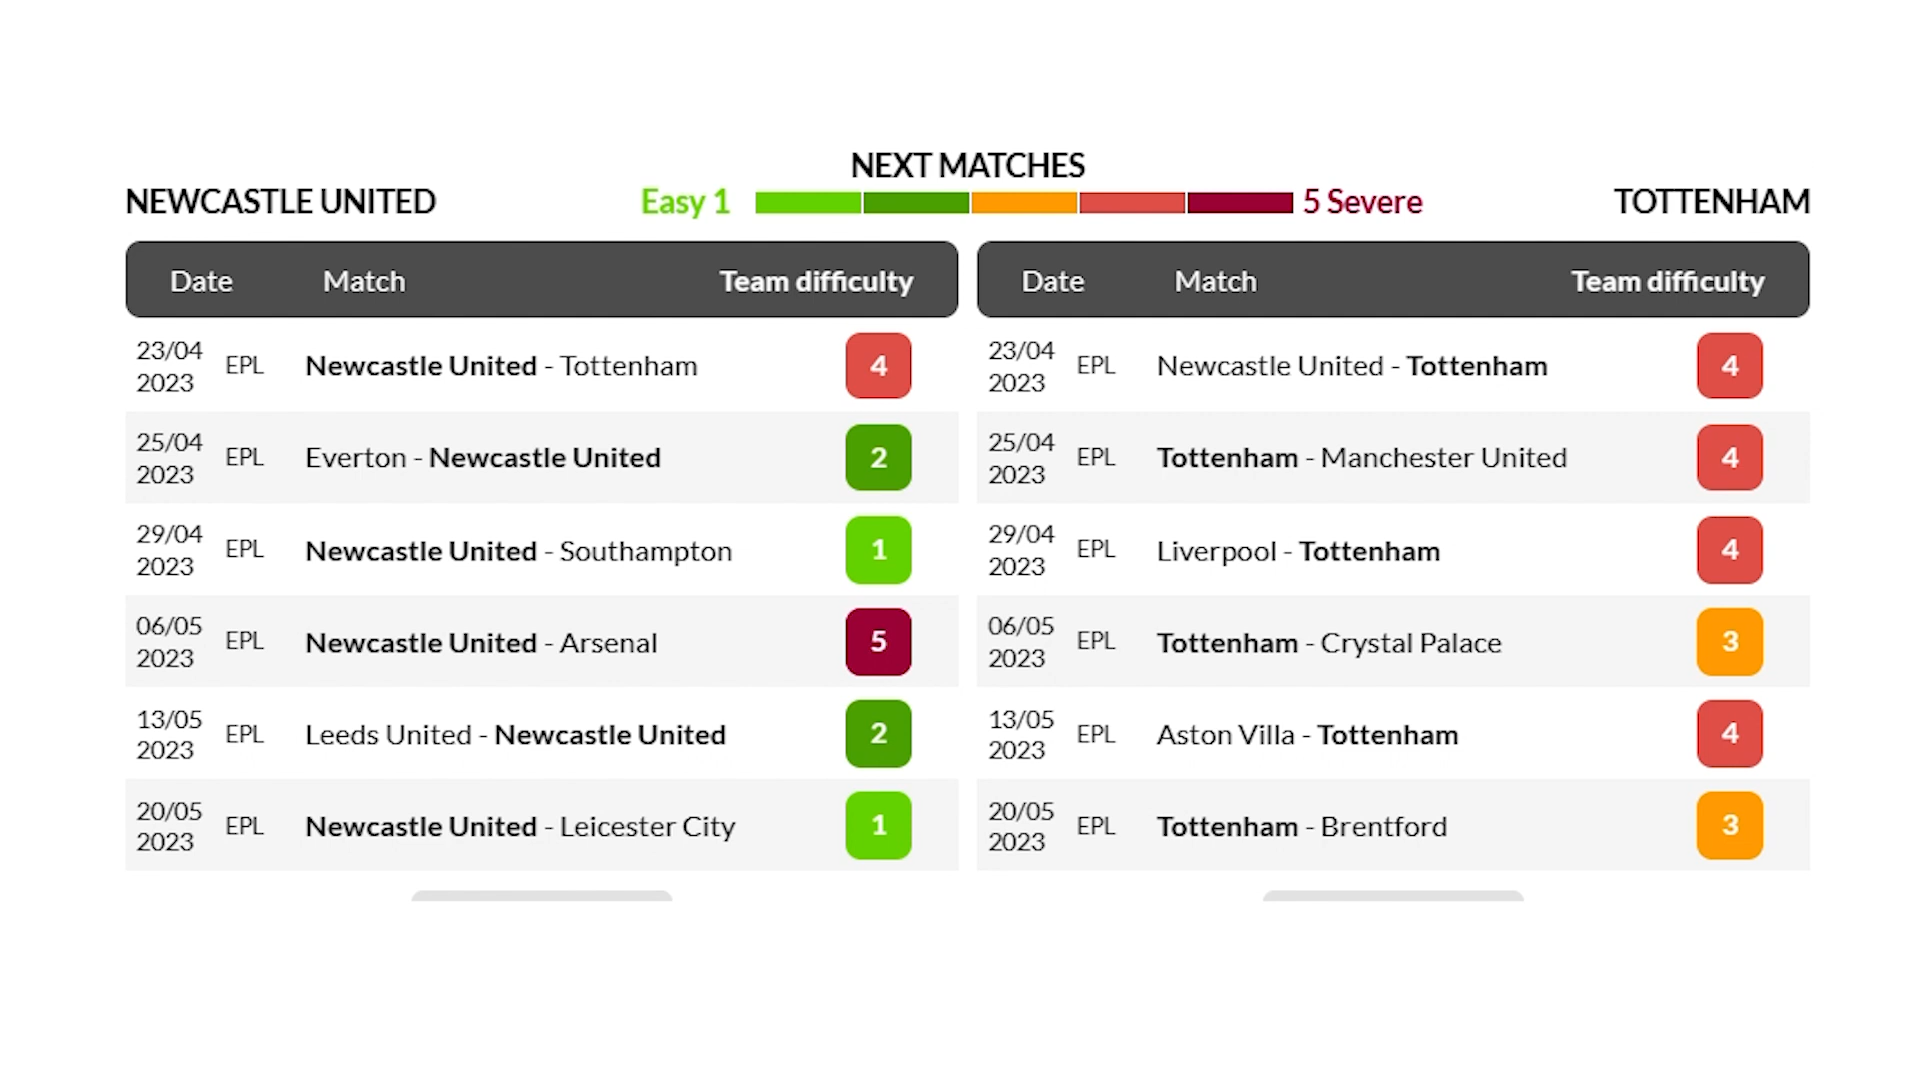 NEXT MATCHES
NEWCASTLE UNITED
Easy 1
5 Severe
TOTTENHAM
Date Match Team difficulty
23/04 2023 EPL Newcastle United - Tottenham 4
25/04 2023 EPL Everton - Newcastle United 2
29/04 2023 EPL Newcastle United - Southampton 1
06/05 2023 EPL Newcastle United - Arsenal 5
13/05 2023 EPL Leeds United - Newcastle United 2
20/05 2023 EPL Newcastle United - Leicester City 1
Date Match Team difficulty
23/04 2023 EPL Newcastle United - Tottenham 4
25/04 2023 EPL Tottenham - Manchester United 4
29/04 2023 EPL Liverpool - Tottenham 4
06/05 2023 EPL Tottenham - Crystal Palace 3
13/05 2023 EPL Aston Villa - Tottenham 4
20/05 2023 EPL Tottenham - Brentford 3